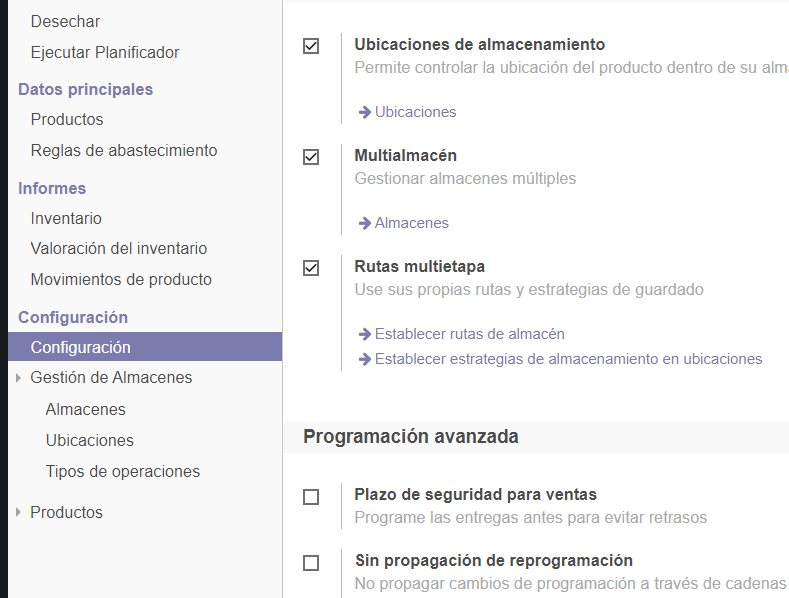 Desechar
Ejecutar Planificador
Datos principales
Productos
Reglas de abastecimiento
Informes
Inventario
Valoración del inventario
Movimientos de producto
Configuración
Configuración
Gestión de Almacenes
Almacenes
Ubicaciones
Tipos de operaciones
Productos
Ubicaciones de almacenamiento
Permite controlar la ubicación del producto dentro de su
Ubicaciones
Multialmacén
Gestionar almacenes múltiples
Almacenes
Rutas multietapa
Use sus propias rutas y estrategias de guardado
Establecer rutas de almacén
Establecer estrategias de almacenamiento en ubicaciones
Programación avanzada
Plazo de seguridad para ventas
Programe las entregas antes para evitar retrasos
Sin propagación de reprogramación
No propagar cambios de programación a través de cadenas